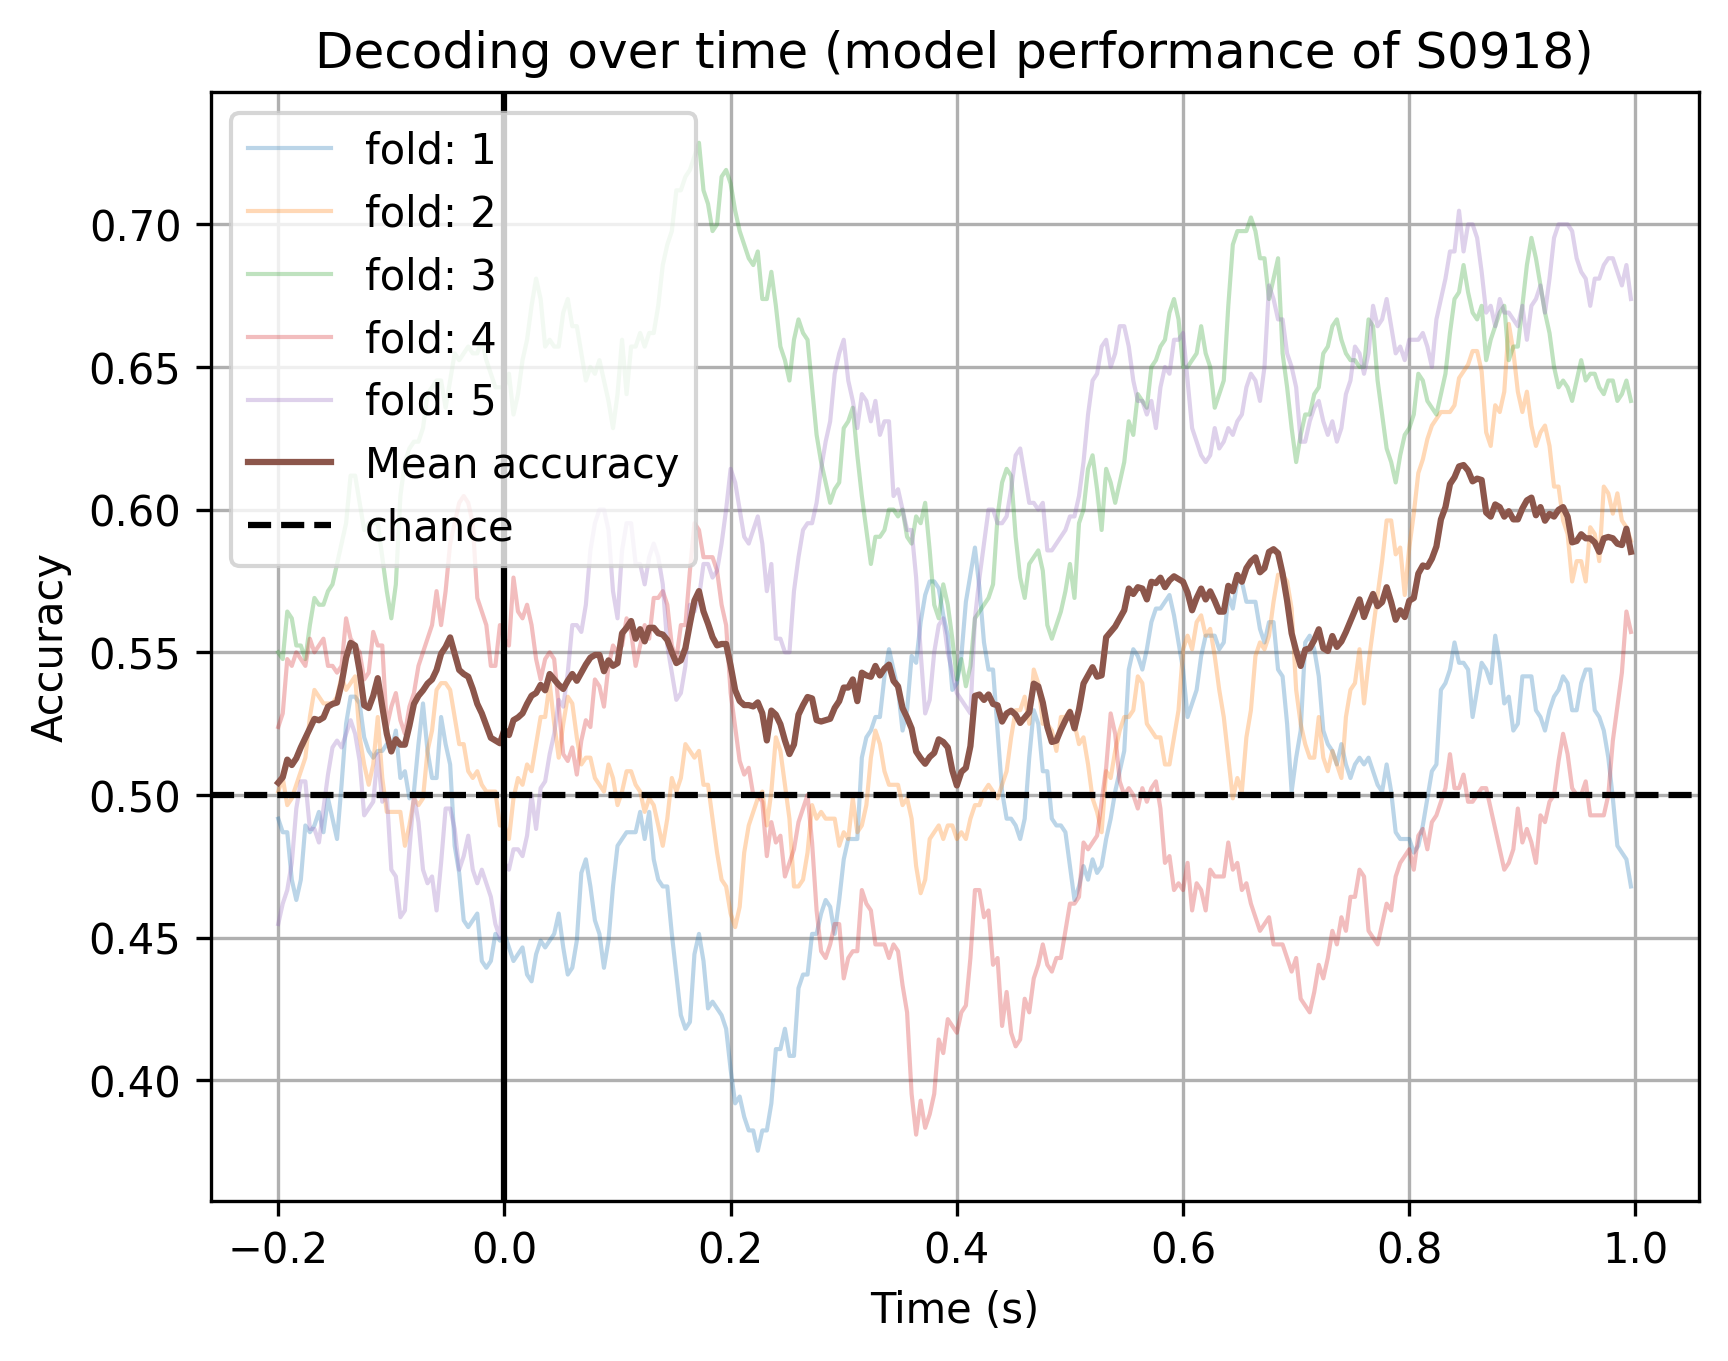 Decoding over time (model performance of S0918)
fold: 1
fold: 2
fold: 3
fold: 4
fold: 5
Mean accuracy
chance
Accuracy
0.70
0.65
0.60
0.55
0.50
0.45
0.40
−0.2 0.0 0.2 0.4 0.6 0.8 1.0
Time (s)